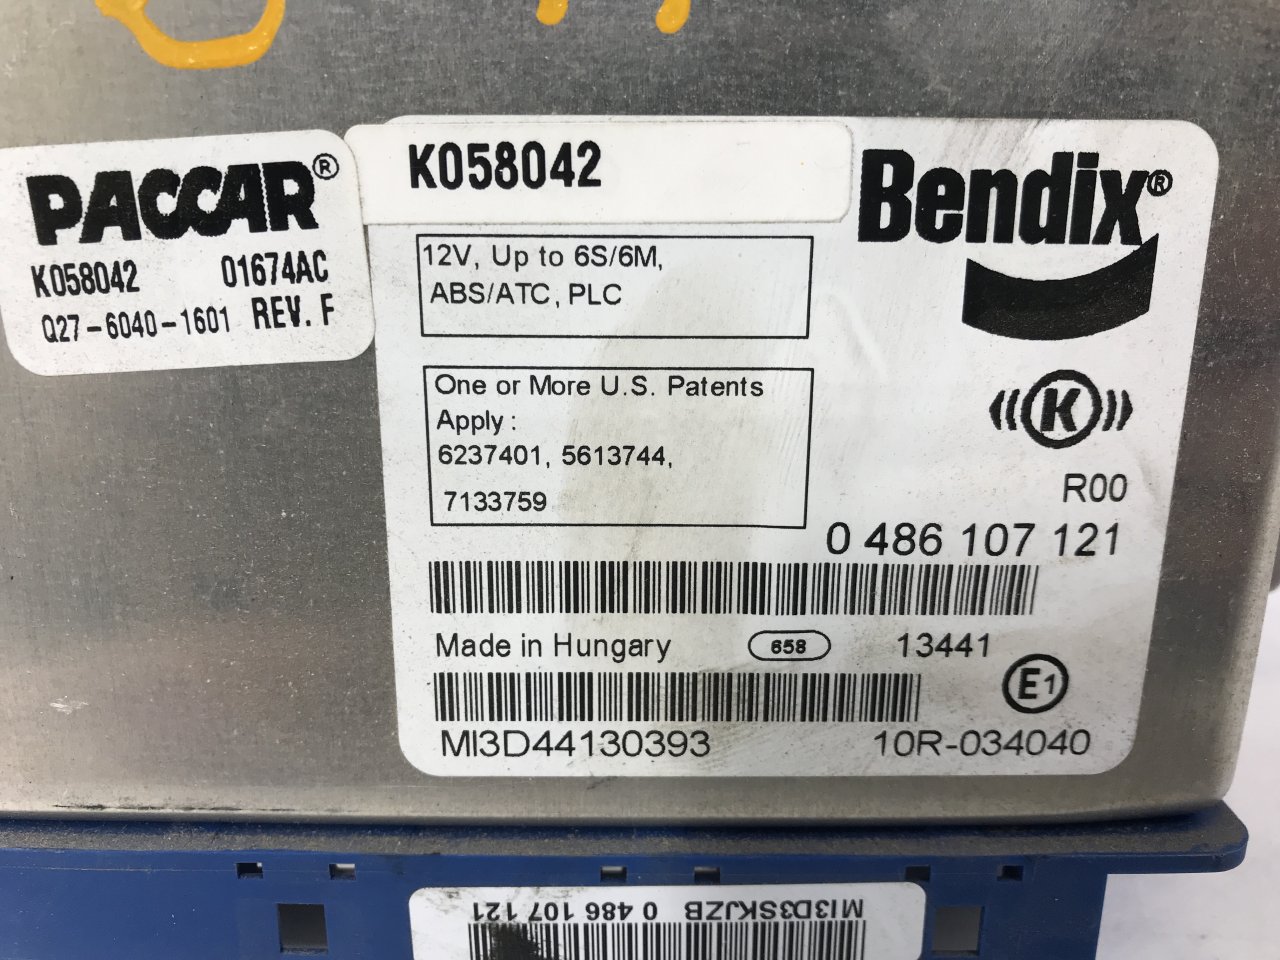 PACCAR®
K058042 01674AC
Q27-6040-1601 REV. F
K058042
Bendix®
12V, Up to 6S/6M,
ABS/ATC, PLC
One or More U.S. Patents
Apply :
6237401, 5613744,
7133759
K
R00
0 486 107 121
Made in Hungary 658 13441
E1
MI3D44130393 10R-034040
MI3D3SKJZB 0 486 107 121